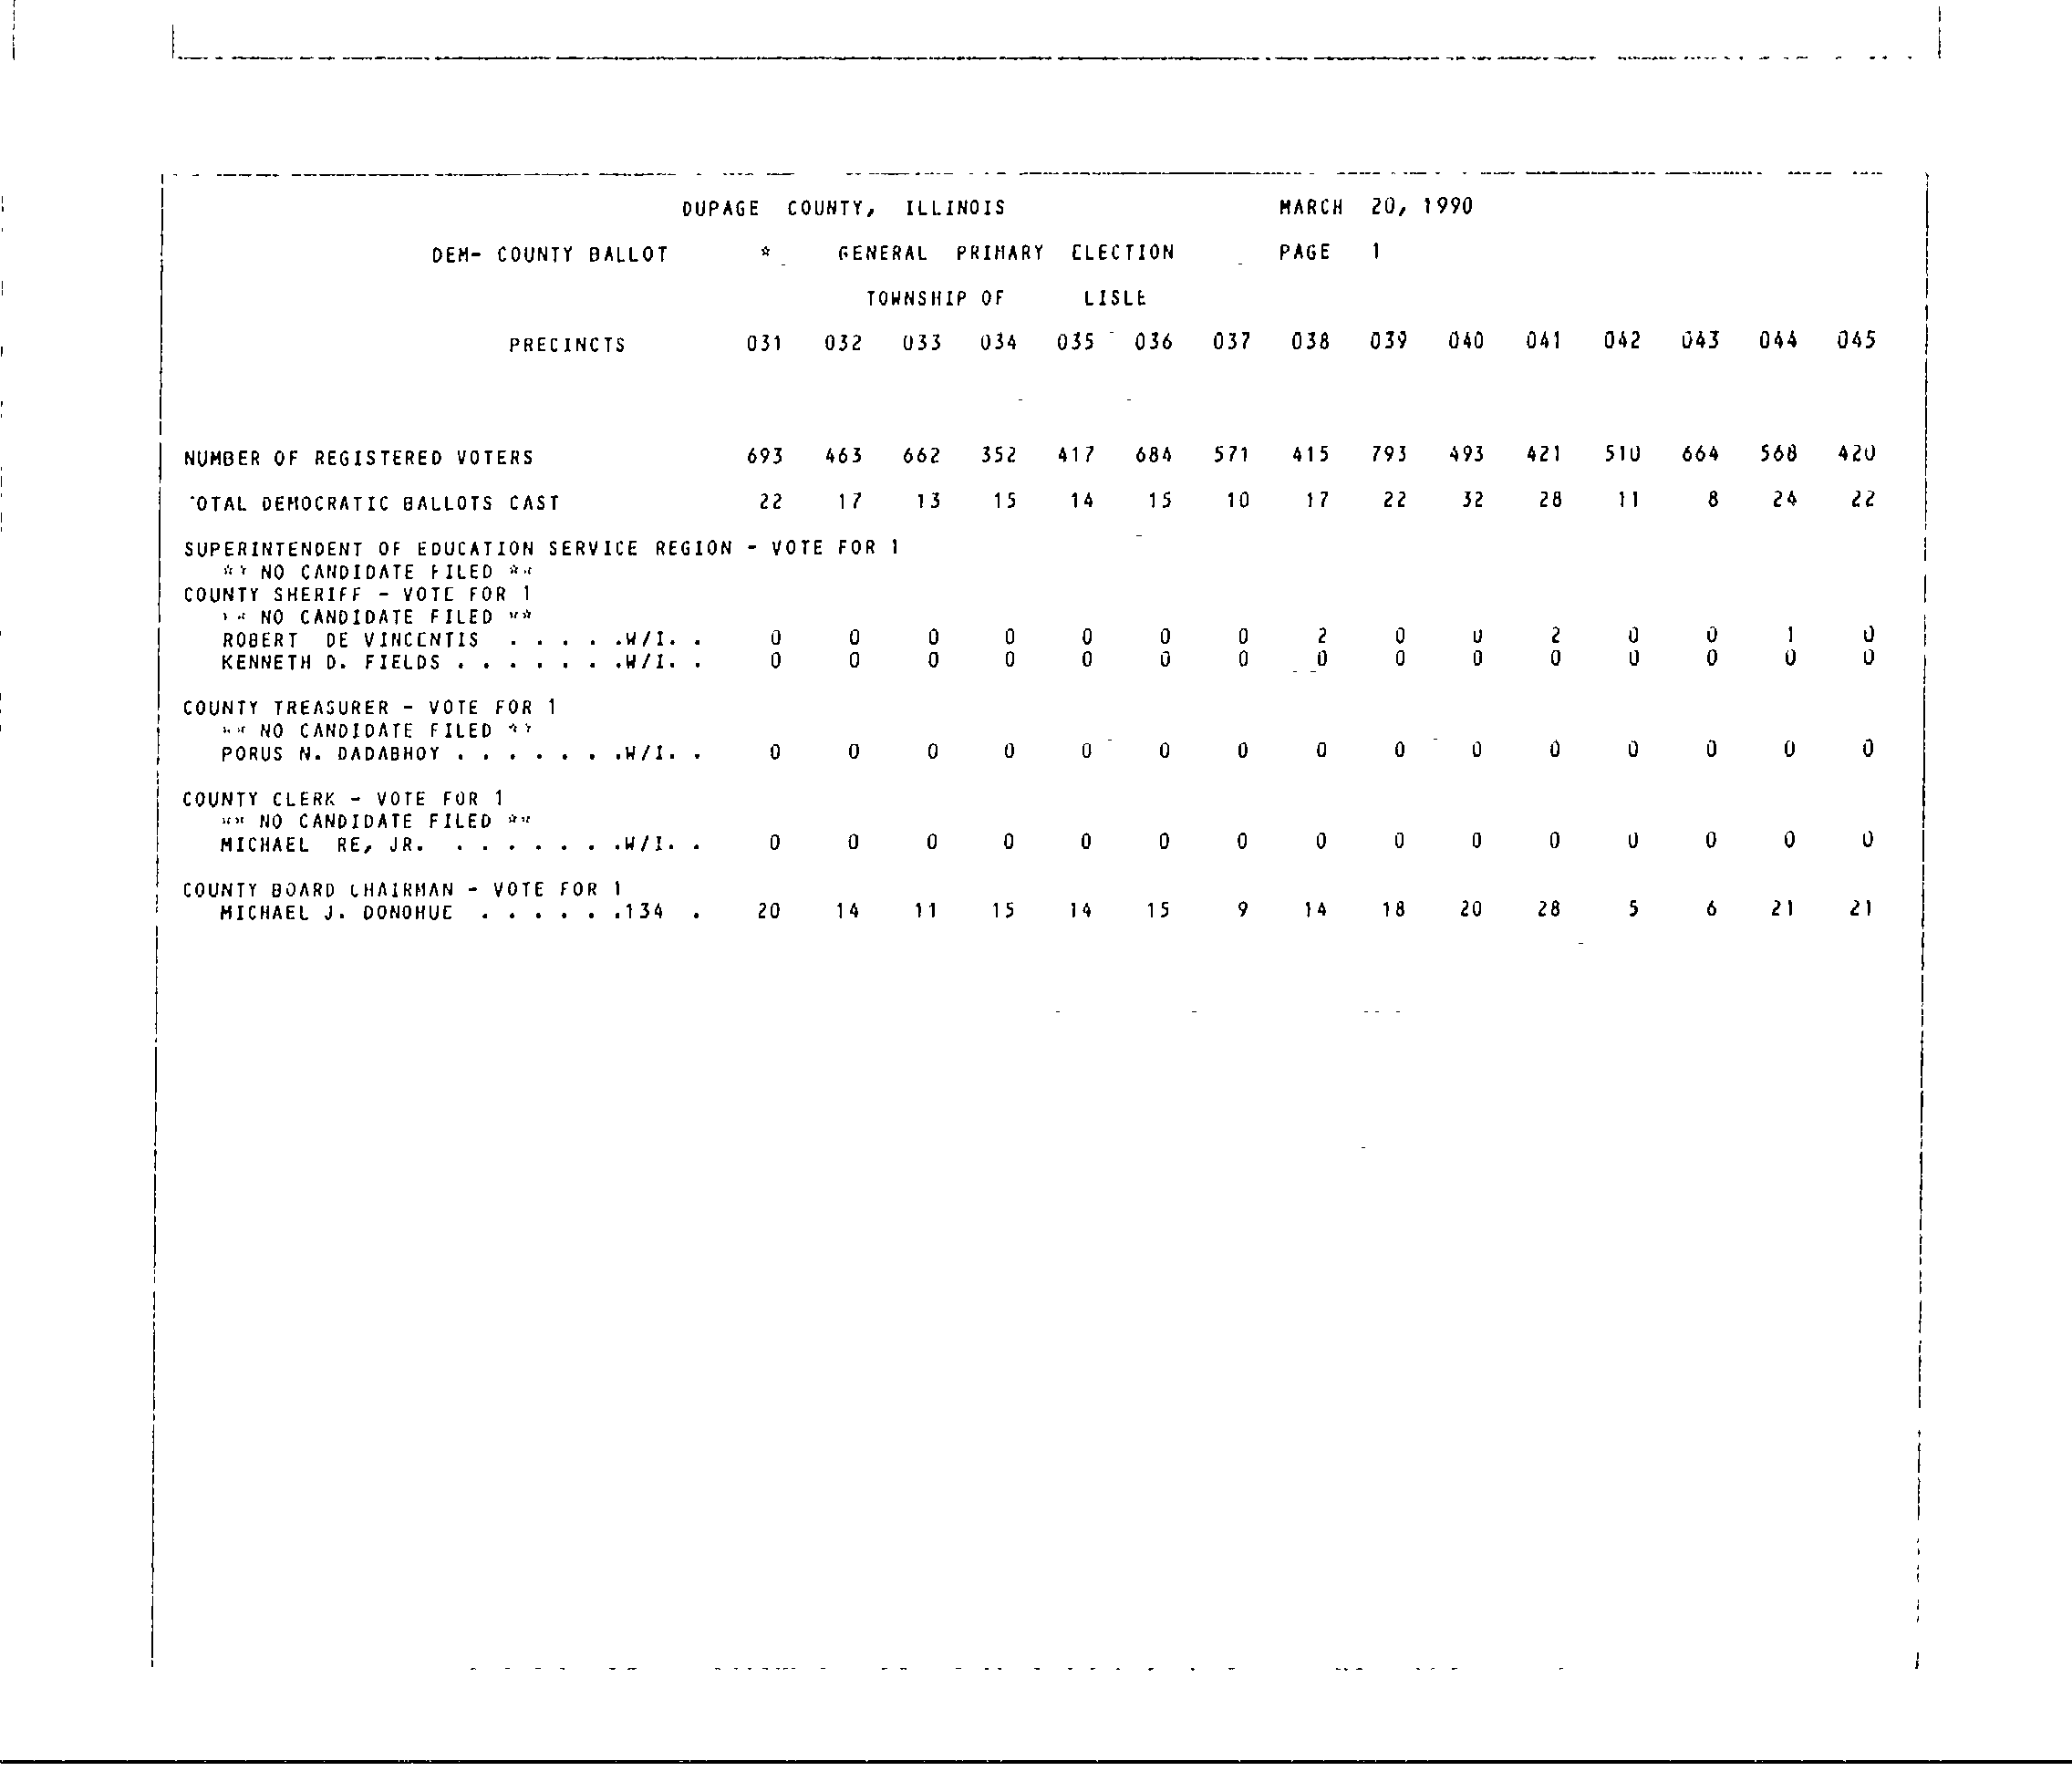 DUPAGE COUNTY, ILLINOIS MARCH 20, 1990
DEM- COUNTY BALLOT * GENERAL PRIMARY ELECTION PAGE 1
TOWNSHIP OF LISLE
PRECINCTS 031 032 033 034 035 036 037 038 039 040 041 042 043 044 045
NUMBER OF REGISTERED VOTERS 693 463 662 352 417 684 571 415 793 493 421 510 664 568 420
TOTAL DEMOCRATIC BALLOTS CAST 22 17 13 15 14 15 10 17 22 32 28 11 8 24 22
SUPERINTENDENT OF EDUCATION SERVICE REGION - VOTE FOR 1
** NO CANDIDATE FILED **
COUNTY SHERIFF - VOTE FOR 1
** NO CANDIDATE FILED **
ROBERT DE VINCENTIS . . . . .W/I. . 0 0 0 0 0 0 0 2 0 0 2 0 0 1 0
KENNETH D. FIELDS . . . . . . .W/I. . 0 0 0 0 0 0 0 0 0 0 0 0 0 0 0
COUNTY TREASURER - VOTE FOR 1
** NO CANDIDATE FILED **
PORUS N. DADABHOY . . . . . . .W/I. . 0 0 0 0 0 0 0 0 0 0 0 0 0 0 0
COUNTY CLERK - VOTE FOR 1
** NO CANDIDATE FILED **
MICHAEL RE, JR. . . . . . . .W/I. . 0 0 0 0 0 0 0 0 0 0 0 0 0 0 0
COUNTY BOARD CHAIRMAN - VOTE FOR 1
MICHAEL J. DONOHUE . . . . . .134 . 20 14 11 15 14 15 9 14 18 20 28 5 6 21 21